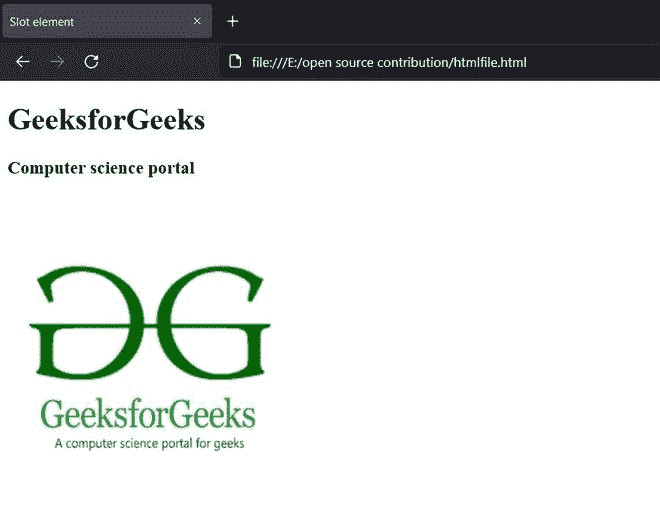 Slot element
file:///E:/open source contribution/htmlfile.html
GeeksforGeeks
Computer science portal
GeeksforGeeks
A computer science portal for geeks